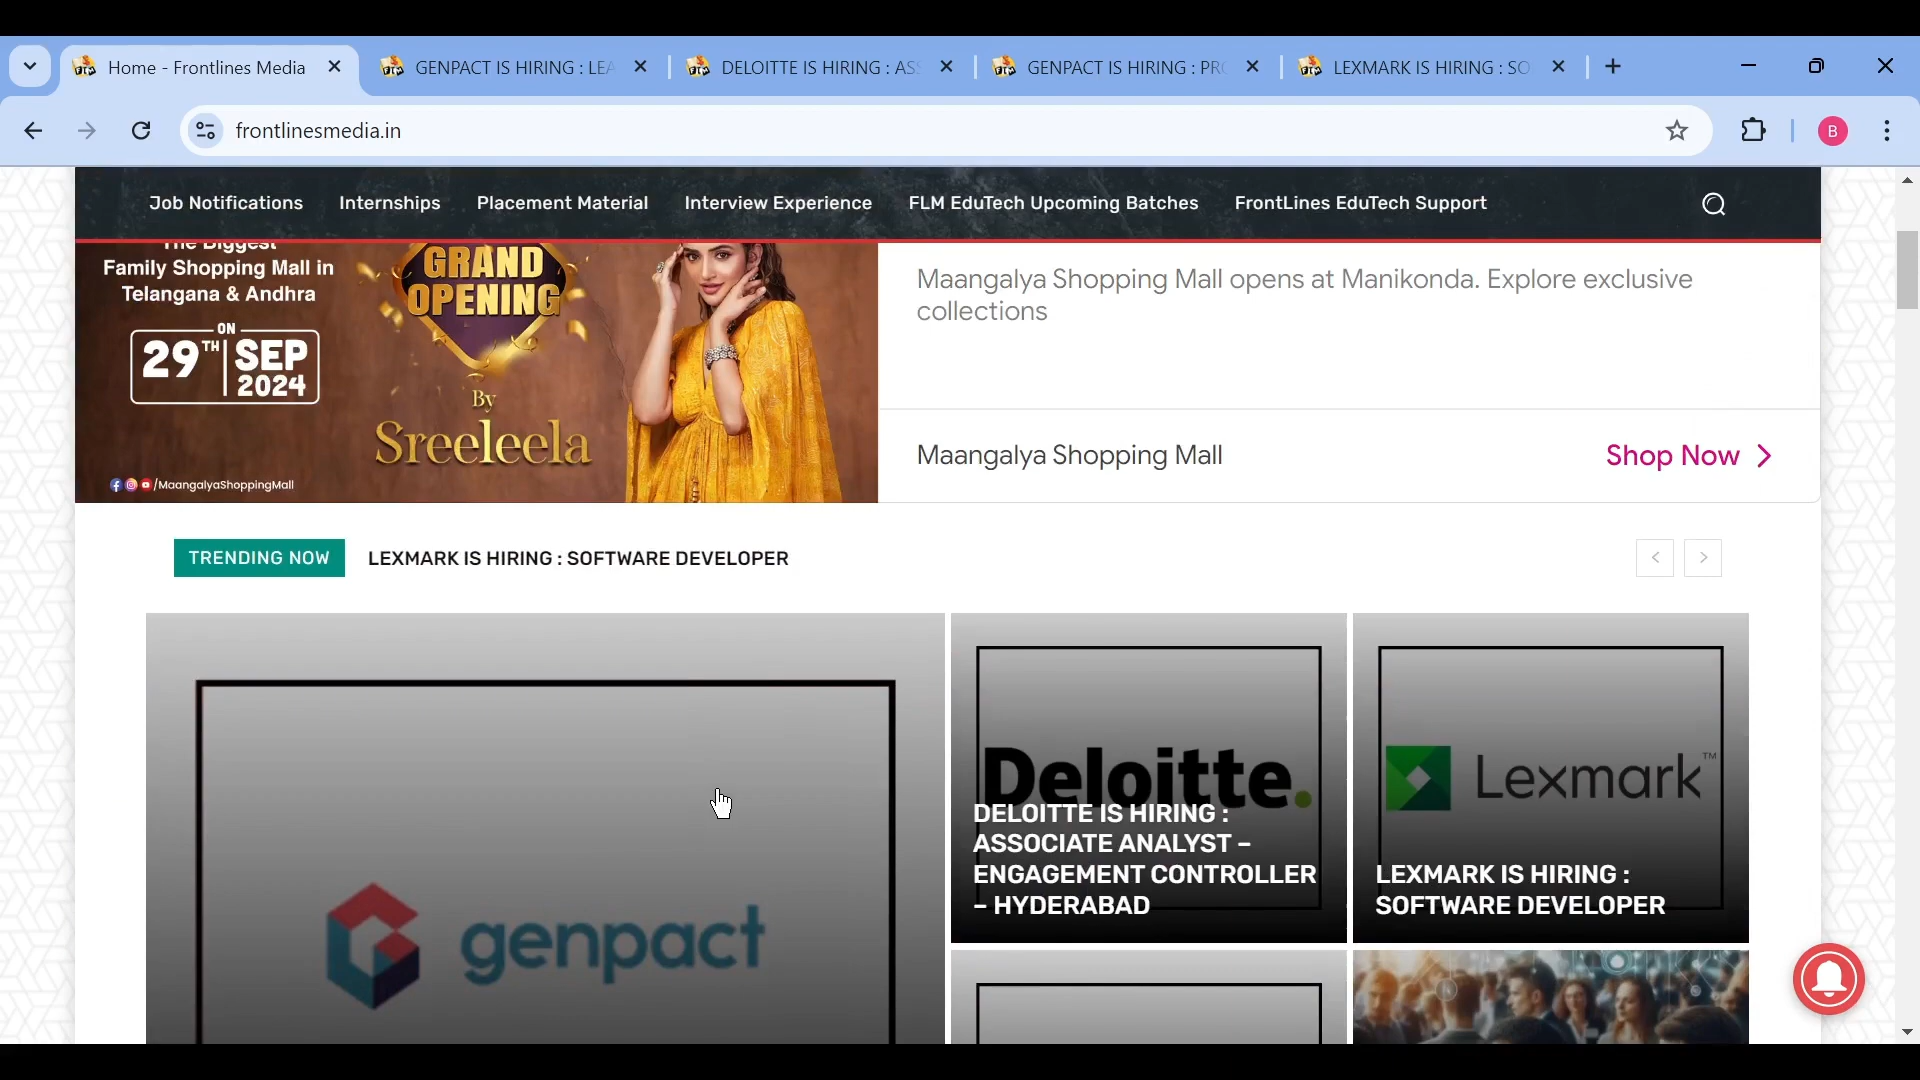 Home - Frontlines Media
GENPACT IS HIRING : LEA
DELOITTE IS HIRING : AS
GENPACT IS HIRING : PR
LEXMARK IS HIRING : SO
frontlinesmedia.in
B
Job Notifications
Internships
Placement Material
Interview Experience
FLM EduTech Upcoming Batches
FrontLines EduTech Support
The Biggest
Family Shopping Mall in
Telangana & Andhra
ON
29TH SEP
2024
/MaangalyaShoppingMall
GRAND
OPENING
By
Sreeleela
Maangalya Shopping Mall opens at Manikonda. Explore exclusive
collections
Maangalya Shopping Mall
Shop Now
TRENDING NOW
LEXMARK IS HIRING : SOFTWARE DEVELOPER
genpact
Deloitte.
DELOITTE IS HIRING :
ASSOCIATE ANALYST –
ENGAGEMENT CONTROLLER
– HYDERABAD
Lexmark™
LEXMARK IS HIRING :
SOFTWARE DEVELOPER